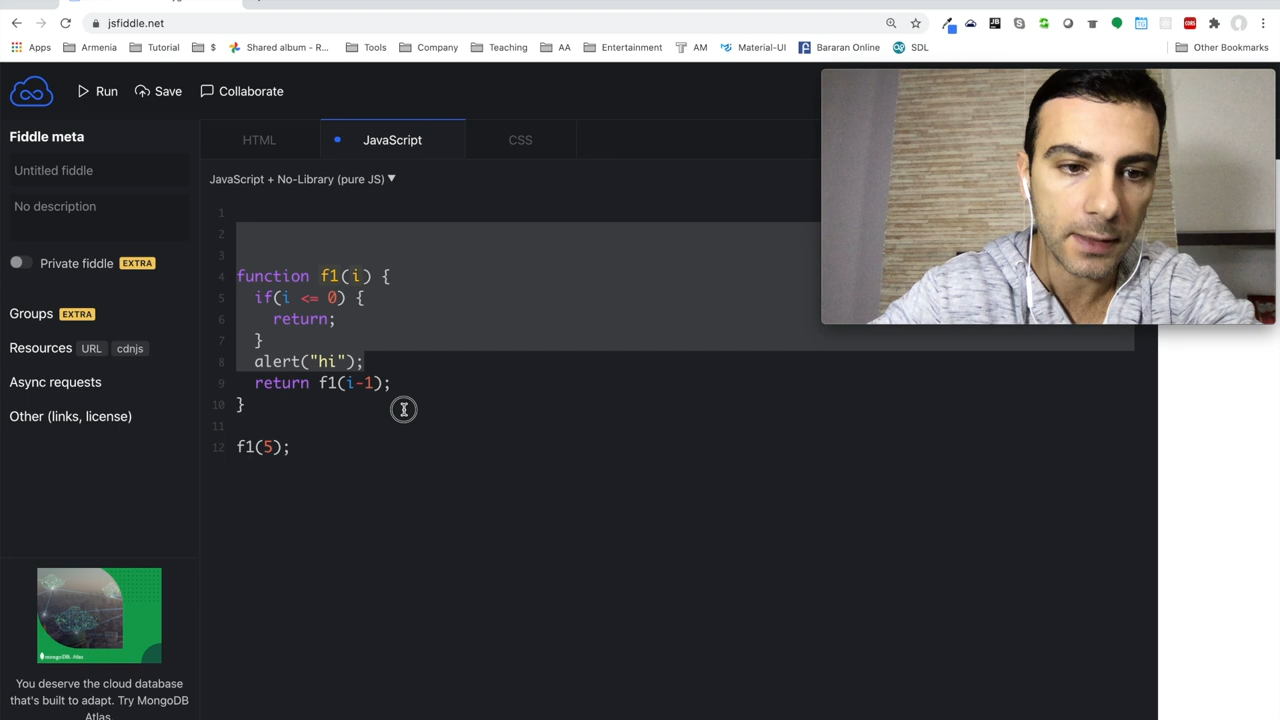 jsfiddle.net
Apps Armenia Tutorial $ Shared album - R... Tools Company Teaching AA Entertainment AM Material-UI Bararan Online SDL Other Bookmarks
Run Save Collaborate
Fiddle meta
Untitled fiddle
No description
Private fiddle EXTRA
Groups EXTRA
Resources URL cdnjs
Async requests
Other (links, license)
mongoDB. Atlas
You deserve the cloud database
that's built to adapt. Try MongoDB
Atlas.
HTML JavaScript CSS
JavaScript + No-Library (pure JS)
1
2
3
4 function f1(i) {
5 if(i <= 0) {
6 return;
7 }
8 alert("hi");
9 return f1(i-1);
10 }
11
12 f1(5);